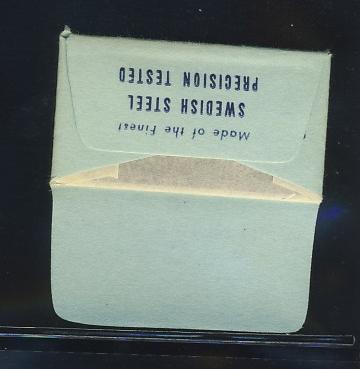 Made of the Finest
SWEDISH STEEL
PRECISION TESTED